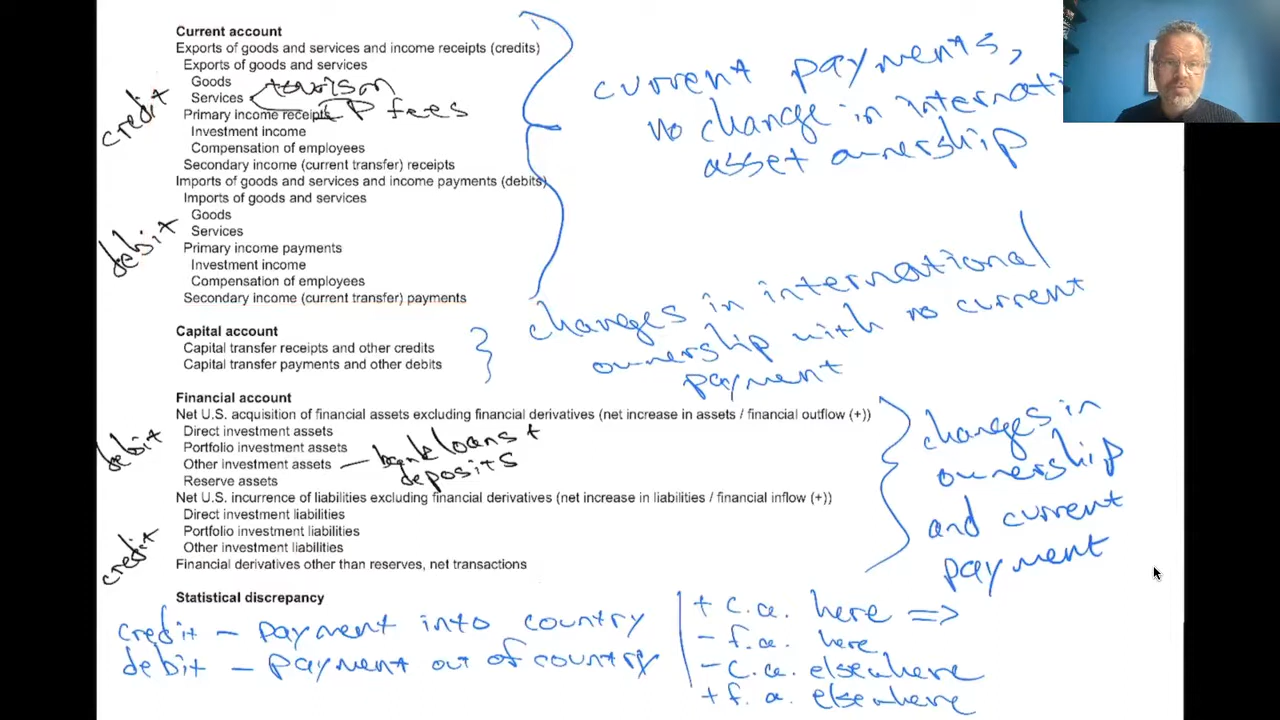 Current account
Exports of goods and services and income receipts (credits)
Exports of goods and services
Goods
Services
tourism
IP fees
Primary income receipts
Investment income
Compensation of employees
Secondary income (current transfer) receipts
credit
Imports of goods and services and income payments (debits)
Imports of goods and services
Goods
Services
Primary income payments
Investment income
Compensation of employees
Secondary income (current transfer) payments
debit
current payments,
no change in internati
asset ownership
Capital account
Capital transfer receipts and other credits
Capital transfer payments and other debits
changes in international
ownership with no current
payment
Financial account
Net U.S. acquisition of financial assets excluding financial derivatives (net increase in assets / financial outflow (+))
Direct investment assets
Portfolio investment assets
Other investment assets
bank loans +
deposits
Reserve assets
debit
Net U.S. incurrence of liabilities excluding financial derivatives (net increase in liabilities / financial inflow (+))
Direct investment liabilities
Portfolio investment liabilities
Other investment liabilities
Financial derivatives other than reserves, net transactions
credit
changes in
ownership
and current
payment
Statistical discrepancy
credit – payment into country
debit – payment out of country
+ c.a. here =>
– f.a. here
– c.a. elsewhere
+ f.a. elsewhere